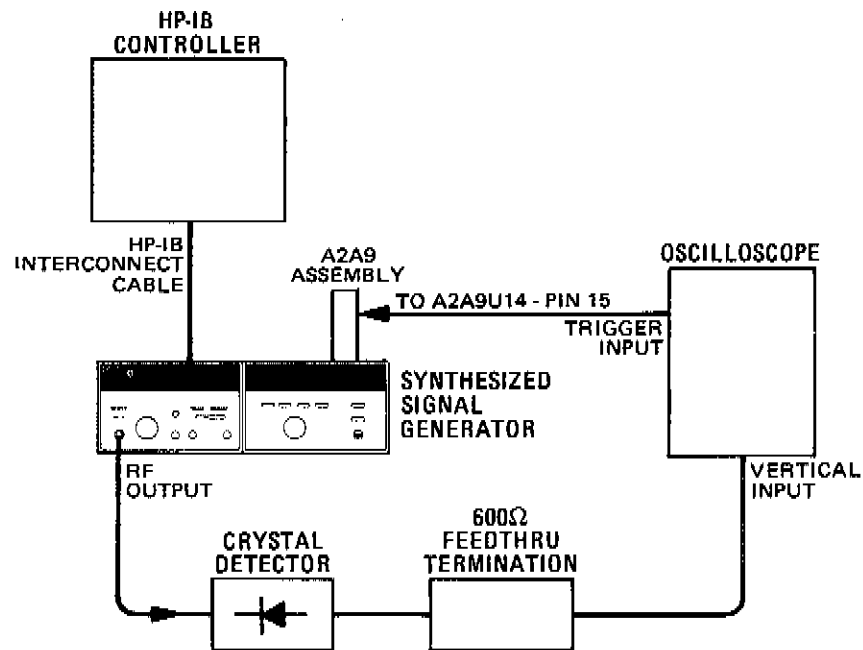 HP-IB
CONTROLLER
HP-IB
INTERCONNECT
CABLE
A2A9
ASSEMBLY
TO A2A9U14 - PIN 15
TRIGGER
INPUT
OSCILLOSCOPE
SYNTHESIZED
SIGNAL
GENERATOR
RF
OUTPUT
VERTICAL
INPUT
CRYSTAL
DETECTOR
600Ω
FEEDTHRU
TERMINATION